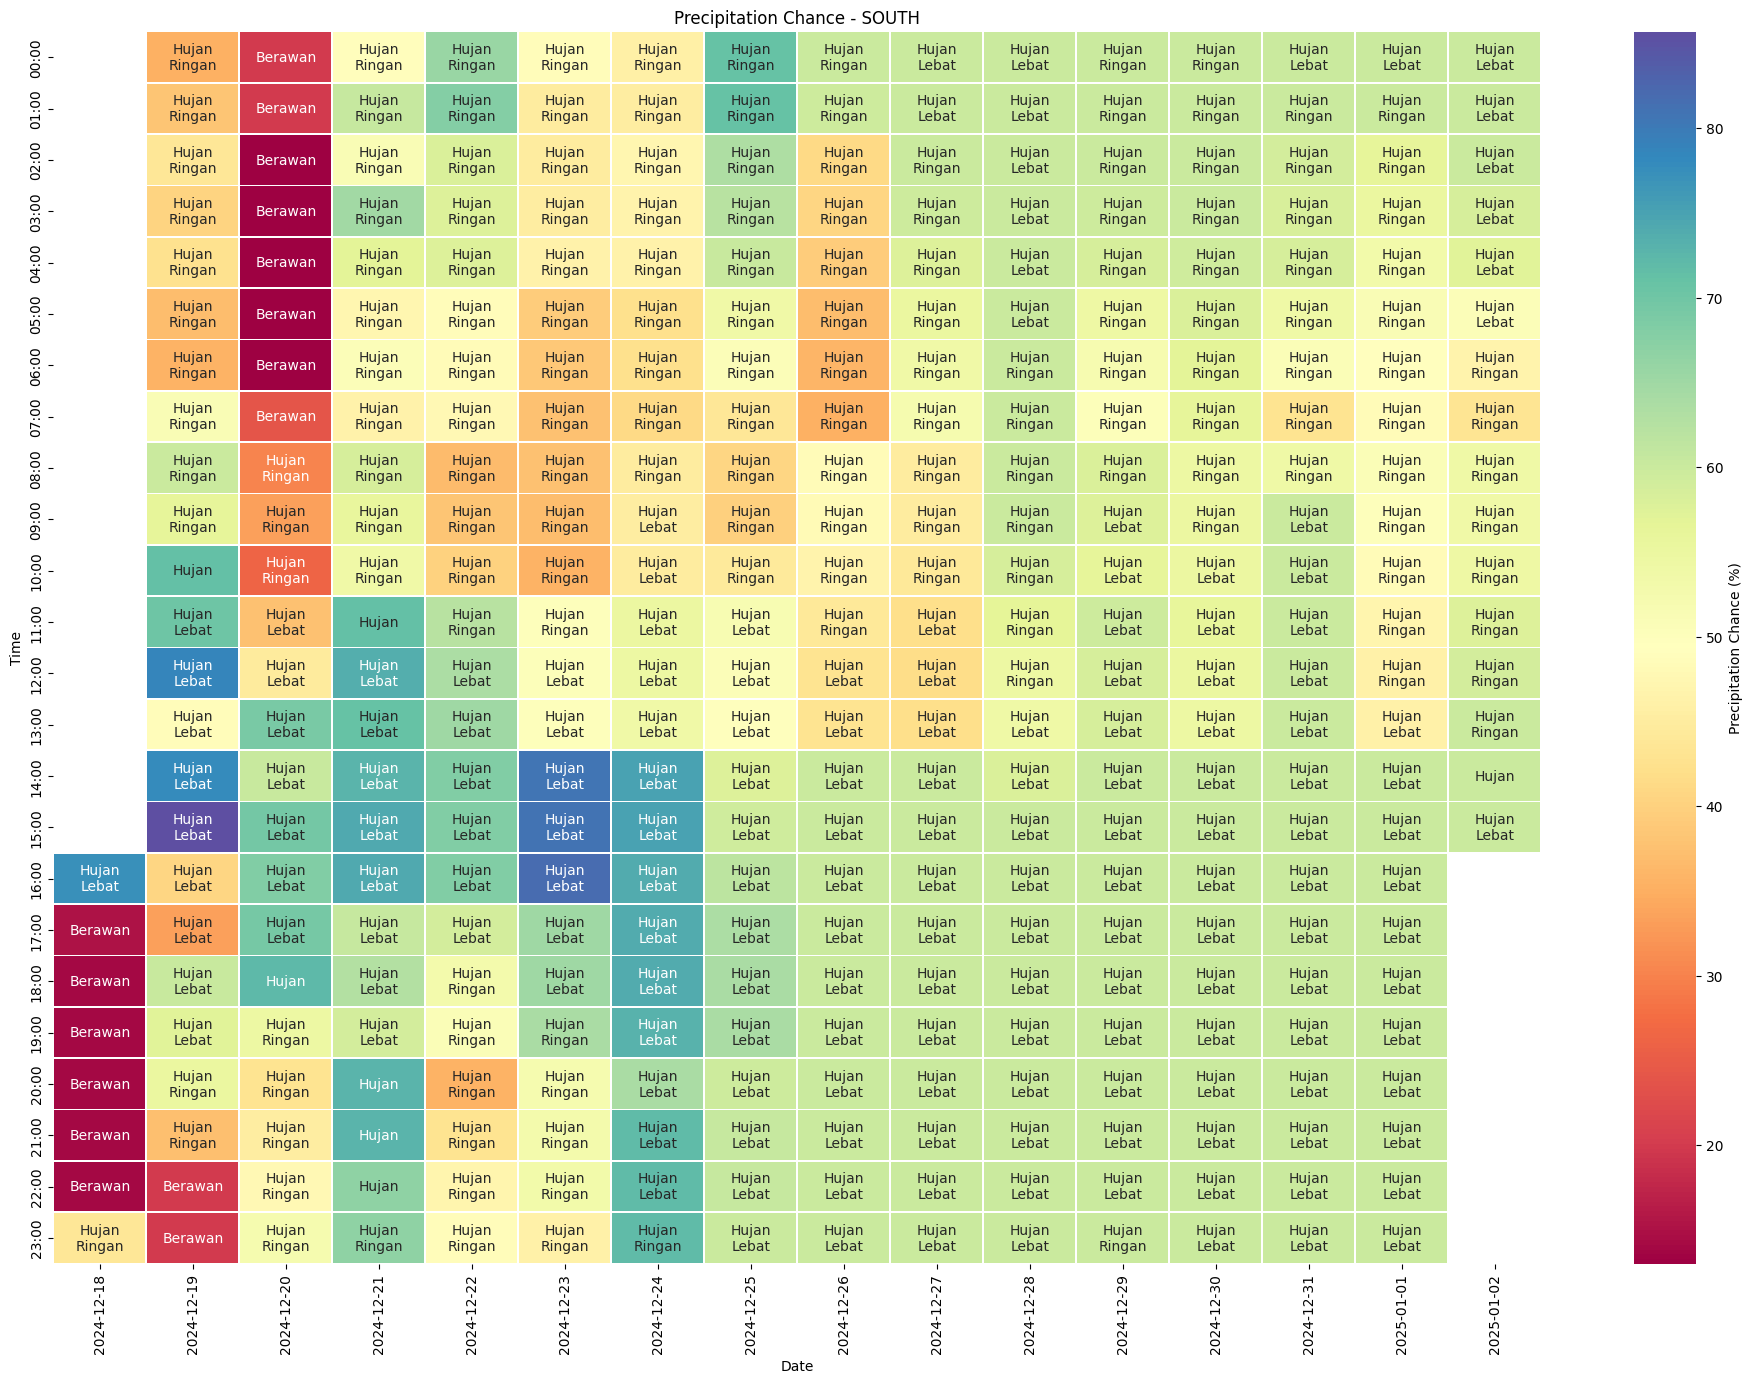 Precipitation Chance - SOUTH
00:00 Hujan Ringan Berawan Hujan Ringan Hujan Ringan Hujan Ringan Hujan Ringan Hujan Ringan Hujan Ringan Hujan Lebat Hujan Lebat Hujan Ringan Hujan Ringan Hujan Lebat Hujan Lebat Hujan Lebat
01:00 Hujan Ringan Berawan Hujan Ringan Hujan Ringan Hujan Ringan Hujan Ringan Hujan Ringan Hujan Ringan Hujan Lebat Hujan Lebat Hujan Ringan Hujan Ringan Hujan Ringan Hujan Ringan Hujan Lebat
02:00 Hujan Ringan Berawan Hujan Ringan Hujan Ringan Hujan Ringan Hujan Ringan Hujan Ringan Hujan Ringan Hujan Ringan Hujan Lebat Hujan Ringan Hujan Ringan Hujan Ringan Hujan Ringan Hujan Lebat
03:00 Hujan Ringan Berawan Hujan Ringan Hujan Ringan Hujan Ringan Hujan Ringan Hujan Ringan Hujan Ringan Hujan Ringan Hujan Lebat Hujan Ringan Hujan Ringan Hujan Ringan Hujan Ringan Hujan Lebat
04:00 Hujan Ringan Berawan Hujan Ringan Hujan Ringan Hujan Ringan Hujan Ringan Hujan Ringan Hujan Ringan Hujan Ringan Hujan Lebat Hujan Ringan Hujan Ringan Hujan Ringan Hujan Ringan Hujan Lebat
05:00 Hujan Ringan Berawan Hujan Ringan Hujan Ringan Hujan Ringan Hujan Ringan Hujan Ringan Hujan Ringan Hujan Ringan Hujan Lebat Hujan Ringan Hujan Ringan Hujan Ringan Hujan Ringan Hujan Lebat
06:00 Hujan Ringan Berawan Hujan Ringan Hujan Ringan Hujan Ringan Hujan Ringan Hujan Ringan Hujan Ringan Hujan Ringan Hujan Ringan Hujan Ringan Hujan Ringan Hujan Ringan Hujan Ringan Hujan Ringan
07:00 Hujan Ringan Berawan Hujan Ringan Hujan Ringan Hujan Ringan Hujan Ringan Hujan Ringan Hujan Ringan Hujan Ringan Hujan Ringan Hujan Ringan Hujan Ringan Hujan Ringan Hujan Ringan Hujan Ringan
08:00 Hujan Ringan Hujan Ringan Hujan Ringan Hujan Ringan Hujan Ringan Hujan Ringan Hujan Ringan Hujan Ringan Hujan Ringan Hujan Ringan Hujan Ringan Hujan Ringan Hujan Ringan Hujan Ringan Hujan Ringan
09:00 Hujan Ringan Hujan Ringan Hujan Ringan Hujan Ringan Hujan Ringan Hujan Lebat Hujan Ringan Hujan Ringan Hujan Ringan Hujan Ringan Hujan Lebat Hujan Ringan Hujan Lebat Hujan Ringan Hujan Ringan
10:00 Hujan Hujan Ringan Hujan Ringan Hujan Ringan Hujan Ringan Hujan Lebat Hujan Ringan Hujan Ringan Hujan Ringan Hujan Ringan Hujan Lebat Hujan Lebat Hujan Lebat Hujan Ringan Hujan Ringan
11:00 Hujan Lebat Hujan Lebat Hujan Hujan Ringan Hujan Ringan Hujan Lebat Hujan Lebat Hujan Ringan Hujan Lebat Hujan Ringan Hujan Lebat Hujan Lebat Hujan Lebat Hujan Ringan Hujan Ringan
12:00 Hujan Lebat Hujan Lebat Hujan Lebat Hujan Lebat Hujan Lebat Hujan Lebat Hujan Lebat Hujan Lebat Hujan Lebat Hujan Ringan Hujan Lebat Hujan Lebat Hujan Lebat Hujan Ringan Hujan Ringan
13:00 Hujan Lebat Hujan Lebat Hujan Lebat Hujan Lebat Hujan Lebat Hujan Lebat Hujan Lebat Hujan Lebat Hujan Lebat Hujan Lebat Hujan Lebat Hujan Lebat Hujan Lebat Hujan Lebat Hujan Ringan
14:00 Hujan Lebat Hujan Lebat Hujan Lebat Hujan Lebat Hujan Lebat Hujan Lebat Hujan Lebat Hujan Lebat Hujan Lebat Hujan Lebat Hujan Lebat Hujan Lebat Hujan Lebat Hujan Lebat Hujan
15:00 Hujan Lebat Hujan Lebat Hujan Lebat Hujan Lebat Hujan Lebat Hujan Lebat Hujan Lebat Hujan Lebat Hujan Lebat Hujan Lebat Hujan Lebat Hujan Lebat Hujan Lebat Hujan Lebat Hujan Lebat
16:00 Hujan Lebat Hujan Lebat Hujan Lebat Hujan Lebat Hujan Lebat Hujan Lebat Hujan Lebat Hujan Lebat Hujan Lebat Hujan Lebat Hujan Lebat Hujan Lebat Hujan Lebat Hujan Lebat Hujan Lebat
17:00 Berawan Hujan Lebat Hujan Lebat Hujan Lebat Hujan Lebat Hujan Lebat Hujan Lebat Hujan Lebat Hujan Lebat Hujan Lebat Hujan Lebat Hujan Lebat Hujan Lebat Hujan Lebat Hujan Lebat
18:00 Berawan Hujan Lebat Hujan Hujan Lebat Hujan Ringan Hujan Lebat Hujan Lebat Hujan Lebat Hujan Lebat Hujan Lebat Hujan Lebat Hujan Lebat Hujan Lebat Hujan Lebat Hujan Lebat
19:00 Berawan Hujan Lebat Hujan Ringan Hujan Lebat Hujan Ringan Hujan Ringan Hujan Lebat Hujan Lebat Hujan Lebat Hujan Lebat Hujan Lebat Hujan Lebat Hujan Lebat Hujan Lebat Hujan Lebat
20:00 Berawan Hujan Ringan Hujan Ringan Hujan Hujan Ringan Hujan Ringan Hujan Lebat Hujan Lebat Hujan Lebat Hujan Lebat Hujan Lebat Hujan Lebat Hujan Lebat Hujan Lebat Hujan Lebat
21:00 Berawan Hujan Ringan Hujan Ringan Hujan Hujan Ringan Hujan Ringan Hujan Lebat Hujan Lebat Hujan Lebat Hujan Lebat Hujan Lebat Hujan Lebat Hujan Lebat Hujan Lebat Hujan Lebat
22:00 Berawan Berawan Hujan Ringan Hujan Hujan Ringan Hujan Ringan Hujan Lebat Hujan Lebat Hujan Lebat Hujan Lebat Hujan Lebat Hujan Lebat Hujan Lebat Hujan Lebat Hujan Lebat
23:00 Hujan Ringan Berawan Hujan Ringan Hujan Ringan Hujan Ringan Hujan Ringan Hujan Ringan Hujan Lebat Hujan Lebat Hujan Lebat Hujan Lebat Hujan Ringan Hujan Lebat Hujan Lebat Hujan Lebat
Time
2024-12-18 2024-12-19 2024-12-20 2024-12-21 2024-12-22 2024-12-23 2024-12-24 2024-12-25 2024-12-26 2024-12-27 2024-12-28 2024-12-29 2024-12-30 2024-12-31 2025-01-01 2025-01-02
Date
80
70
60
50
40
30
20
Precipitation Chance (%)